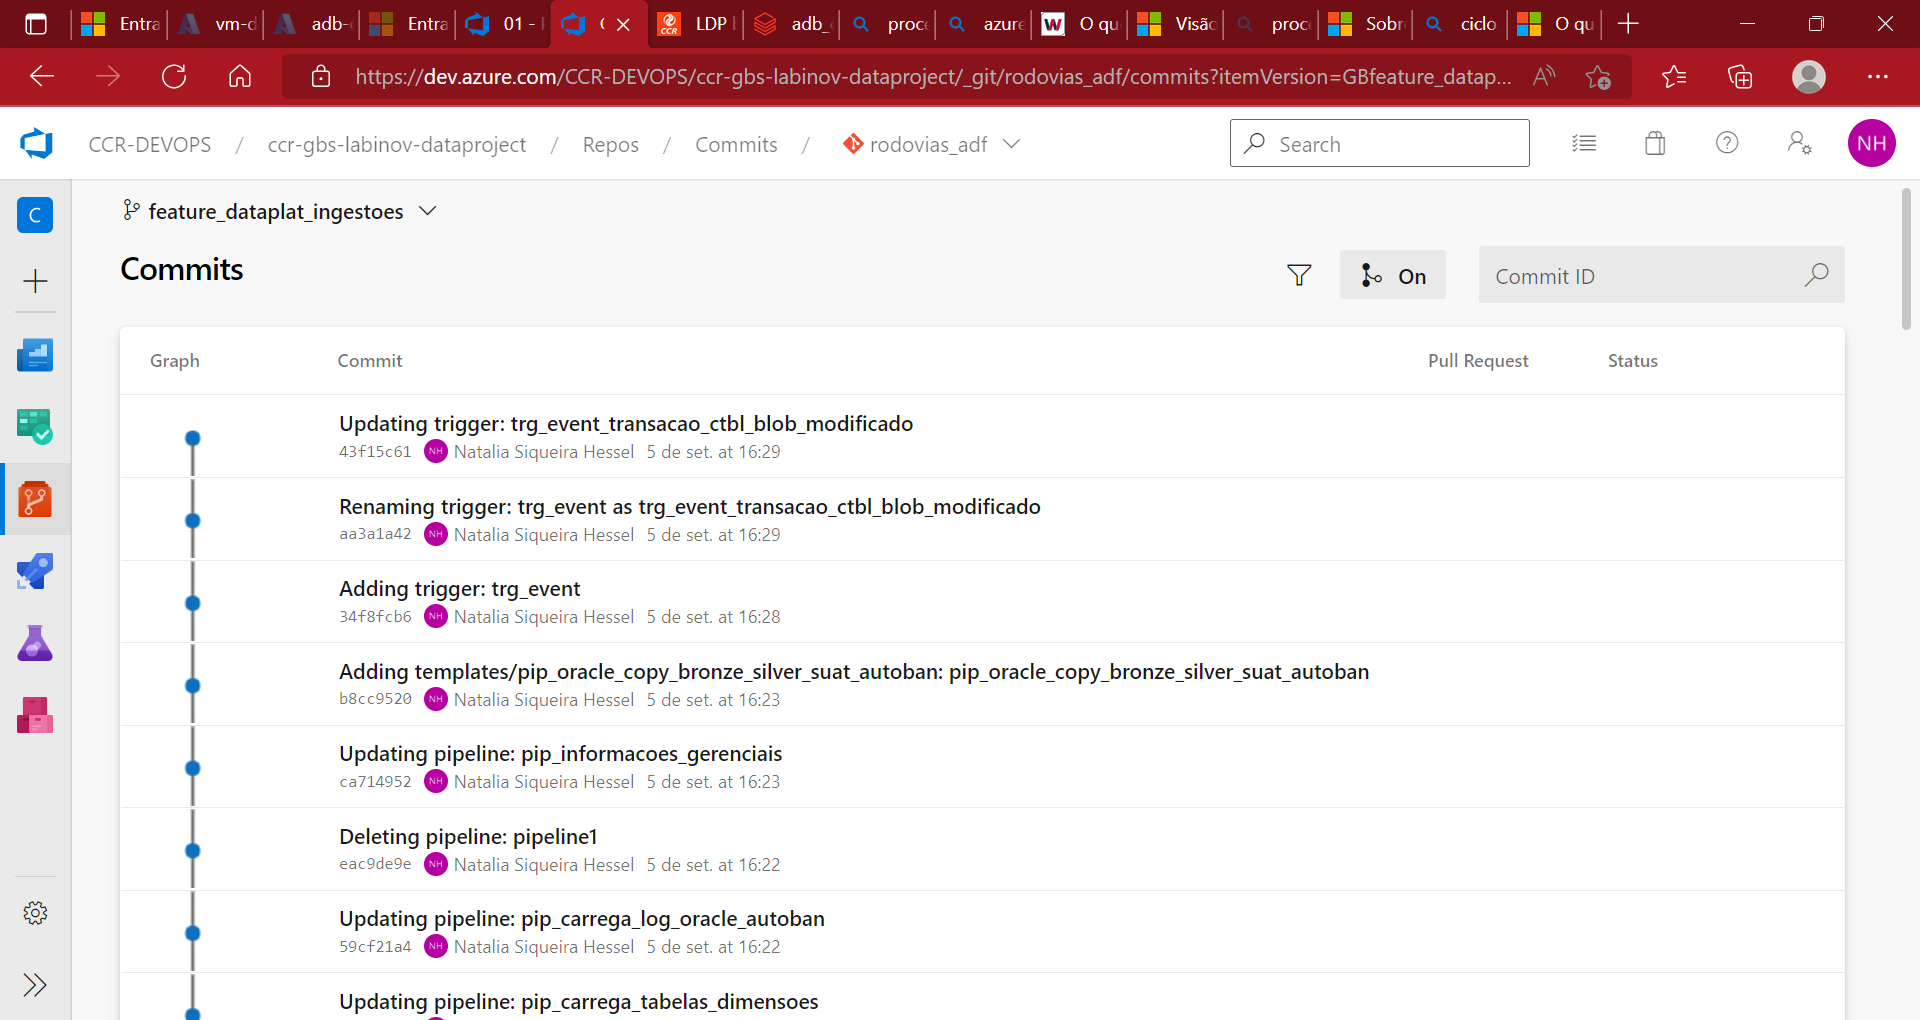 Entra
vm-d
adb-
Entra
01 -
LDP
adb_
proce
azure
O qu
Visão
proce
Sobr
ciclo
O qu
https://dev.azure.com/CCR-DEVOPS/ccr-gbs-labinov-dataproject/_git/rodovias_adf/commits?itemVersion=GBfeature_datap...
CCR-DEVOPS / ccr-gbs-labinov-dataproject / Repos / Commits / rodovias_adf
Search
NH
C
feature_dataplat_ingestoes
Commits
On
Commit ID
Graph Commit Pull Request Status
Updating trigger: trg_event_transacao_ctbl_blob_modificado
43f15c61 NH Natalia Siqueira Hessel 5 de set. at 16:29
Renaming trigger: trg_event as trg_event_transacao_ctbl_blob_modificado
aa3a1a42 NH Natalia Siqueira Hessel 5 de set. at 16:29
Adding trigger: trg_event
34f8fcb6 NH Natalia Siqueira Hessel 5 de set. at 16:28
Adding templates/pip_oracle_copy_bronze_silver_suat_autoban: pip_oracle_copy_bronze_silver_suat_autoban
b8cc9520 NH Natalia Siqueira Hessel 5 de set. at 16:23
Updating pipeline: pip_informacoes_gerenciais
ca714952 NH Natalia Siqueira Hessel 5 de set. at 16:23
Deleting pipeline: pipeline1
eac9de9e NH Natalia Siqueira Hessel 5 de set. at 16:22
Updating pipeline: pip_carrega_log_oracle_autoban
59cf21a4 NH Natalia Siqueira Hessel 5 de set. at 16:22
Updating pipeline: pip_carrega_tabelas_dimensoes